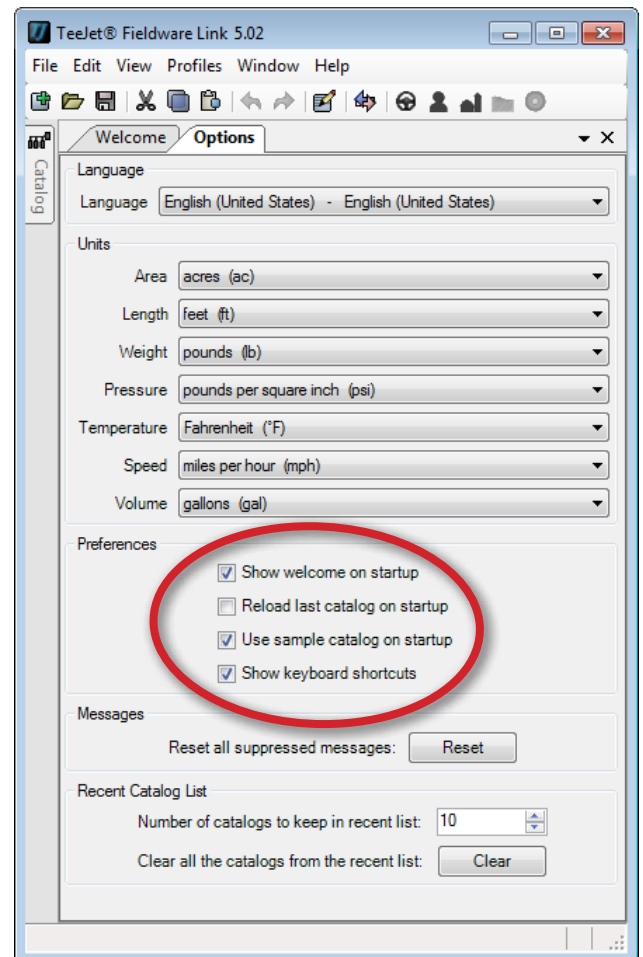 TeeJet® Fieldware Link 5.02
File Edit View Profiles Window Help
Welcome Options
Catalog
Language
Language English (United States) - English (United States)
Units
Area acres (ac)
Length feet (ft)
Weight pounds (lb)
Pressure pounds per square inch (psi)
Temperature Fahrenheit (°F)
Speed miles per hour (mph)
Volume gallons (gal)
Preferences
Show welcome on startup
Reload last catalog on startup
Use sample catalog on startup
Show keyboard shortcuts
Messages
Reset all suppressed messages: Reset
Recent Catalog List
Number of catalogs to keep in recent list: 10
Clear all the catalogs from the recent list: Clear